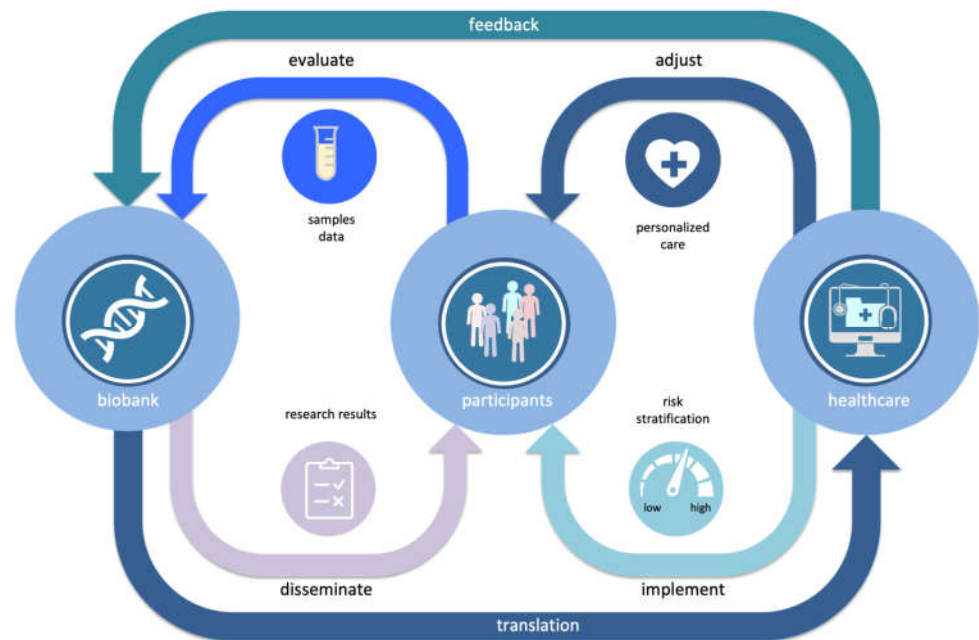 feedback
evaluate
adjust
samples
data
personalized
care
biobank
participants
healthcare
research results
risk
stratification
low
high
disseminate
implement
translation